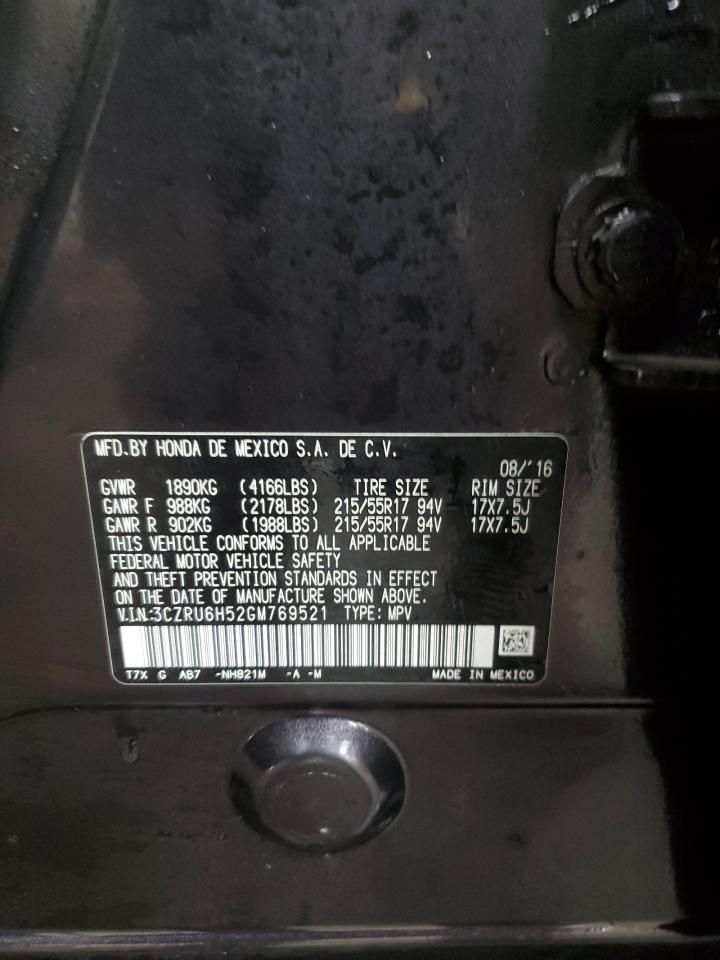 MFD.BY HONDA DE MEXICO S.A. DE C.V.
08/'16
GVWR 1890KG (4166LBS) TIRE SIZE RIM SIZE
GAWR F 988KG (2178LBS) 215/55R17 94V 17X7.5J
GAWR R 902KG (1988LBS) 215/55R17 94V 17X7.5J
THIS VEHICLE CONFORMS TO ALL APPLICABLE
FEDERAL MOTOR VEHICLE SAFETY
AND THEFT PREVENTION STANDARDS IN EFFECT
ON THE DATE OF MANUFACTURE SHOWN ABOVE.
V.I.N.:3CZRU6H52GM769521 TYPE: MPV
T7X G AB7 -NH821M -A -M MADE IN MEXICO